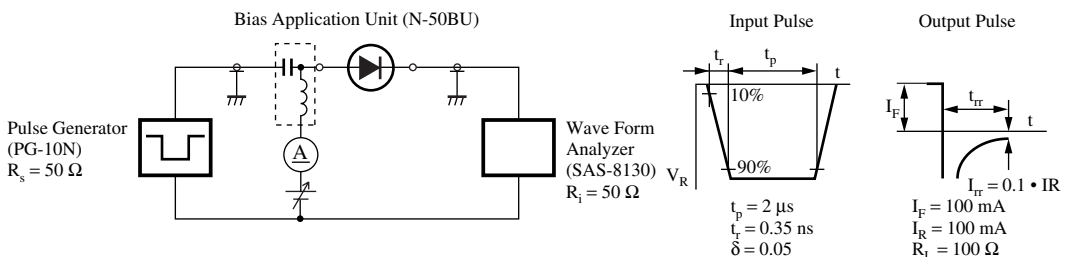 Bias Application Unit (N-50BU)
A
Pulse Generator
(PG-10N)
Rs = 50 Ω
Wave Form
Analyzer
(SAS-8130)
Ri = 50 Ω
Input Pulse
tr
tp
t
10%
90%
VR
tp = 2 μs
tr = 0.35 ns
δ = 0.05
Output Pulse
IF
trr
t
Irr = 0.1 • IR
IF = 100 mA
IR = 100 mA
RL = 100 Ω